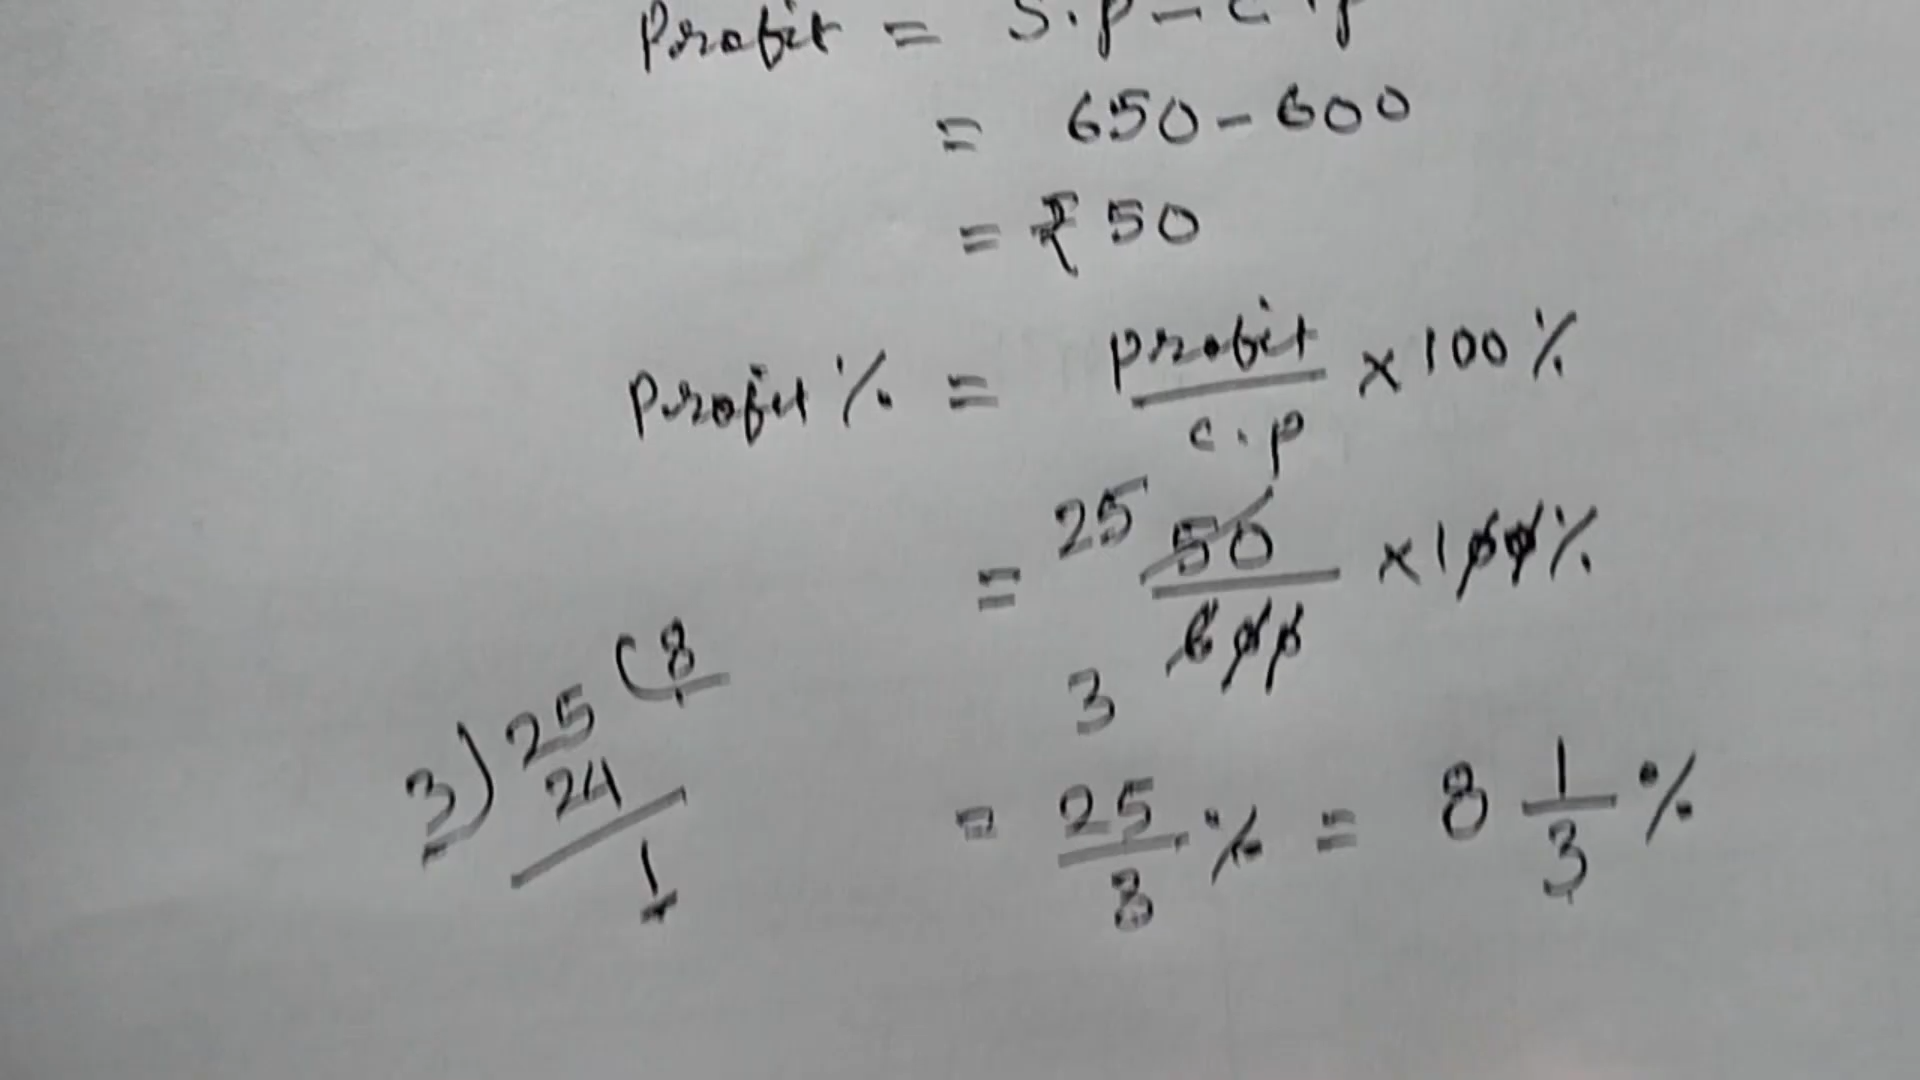 Profit = S.p - C.p
= 650 - 600
= ₹ 50
Profit % = profit/c.p × 100 %
= 25 50/600 × 100 %
3
3) 25 ( 8
24
1
= 25/3 % = 8 1/3 %